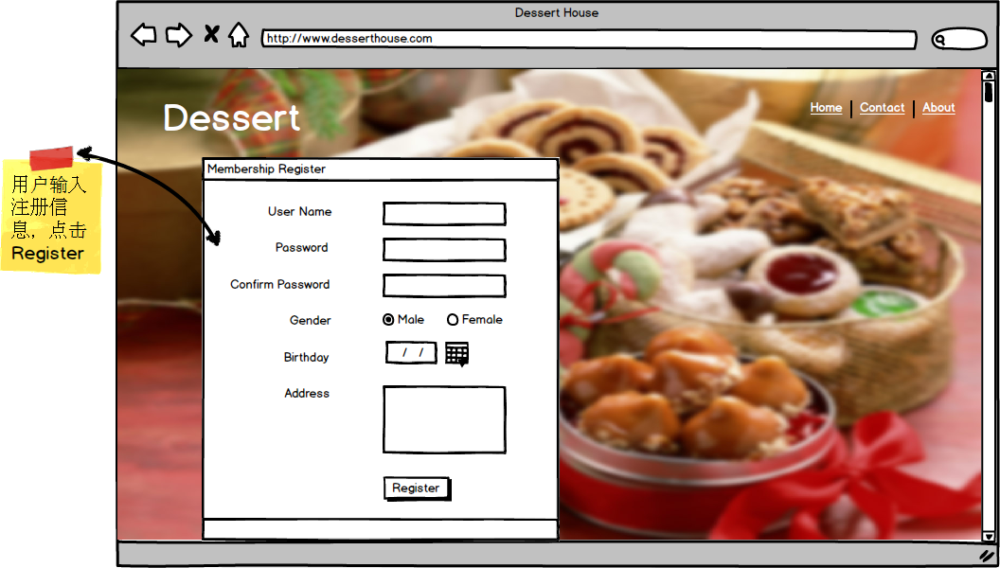 Dessert House
http://www.desserthouse.com
Dessert
Home
Contact
About
用户输入
注册信
息，点击
Register
Membership Register
User Name
Password
Confirm Password
Gender
Male
Female
Birthday
/ /
Address
Register